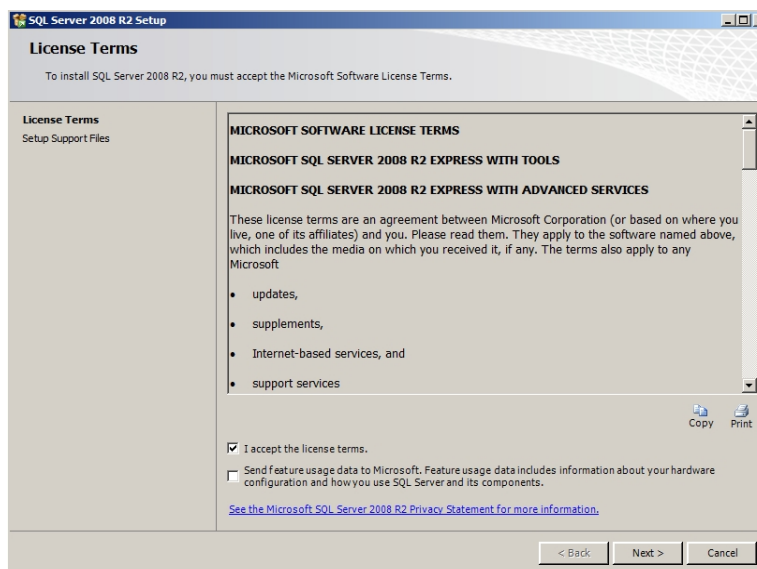 SQL Server 2008 R2 Setup
License Terms
To install SQL Server 2008 R2, you must accept the Microsoft Software License Terms.
License Terms
Setup Support Files
MICROSOFT SOFTWARE LICENSE TERMS
MICROSOFT SQL SERVER 2008 R2 EXPRESS WITH TOOLS
MICROSOFT SQL SERVER 2008 R2 EXPRESS WITH ADVANCED SERVICES
These license terms are an agreement between Microsoft Corporation (or based on where you
live, one of its affiliates) and you. Please read them. They apply to the software named above,
which includes the media on which you received it, if any. The terms also apply to any
Microsoft
• updates,
• supplements,
• Internet-based services, and
• support services
Copy Print
I accept the license terms.
Send feature usage data to Microsoft. Feature usage data includes information about your hardware
configuration and how you use SQL Server and its components.
See the Microsoft SQL Server 2008 R2 Privacy Statement for more information.
< Back Next > Cancel